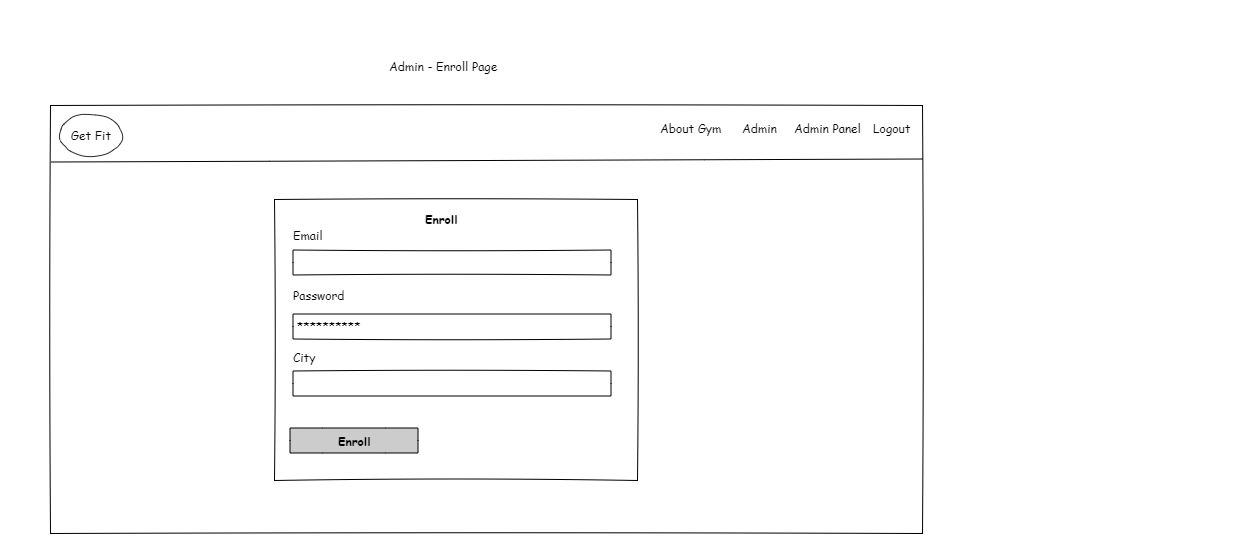 Admin - Enroll Page
Get Fit
About Gym Admin Admin Panel Logout
Enroll
Email
Password
**********
City
Enroll